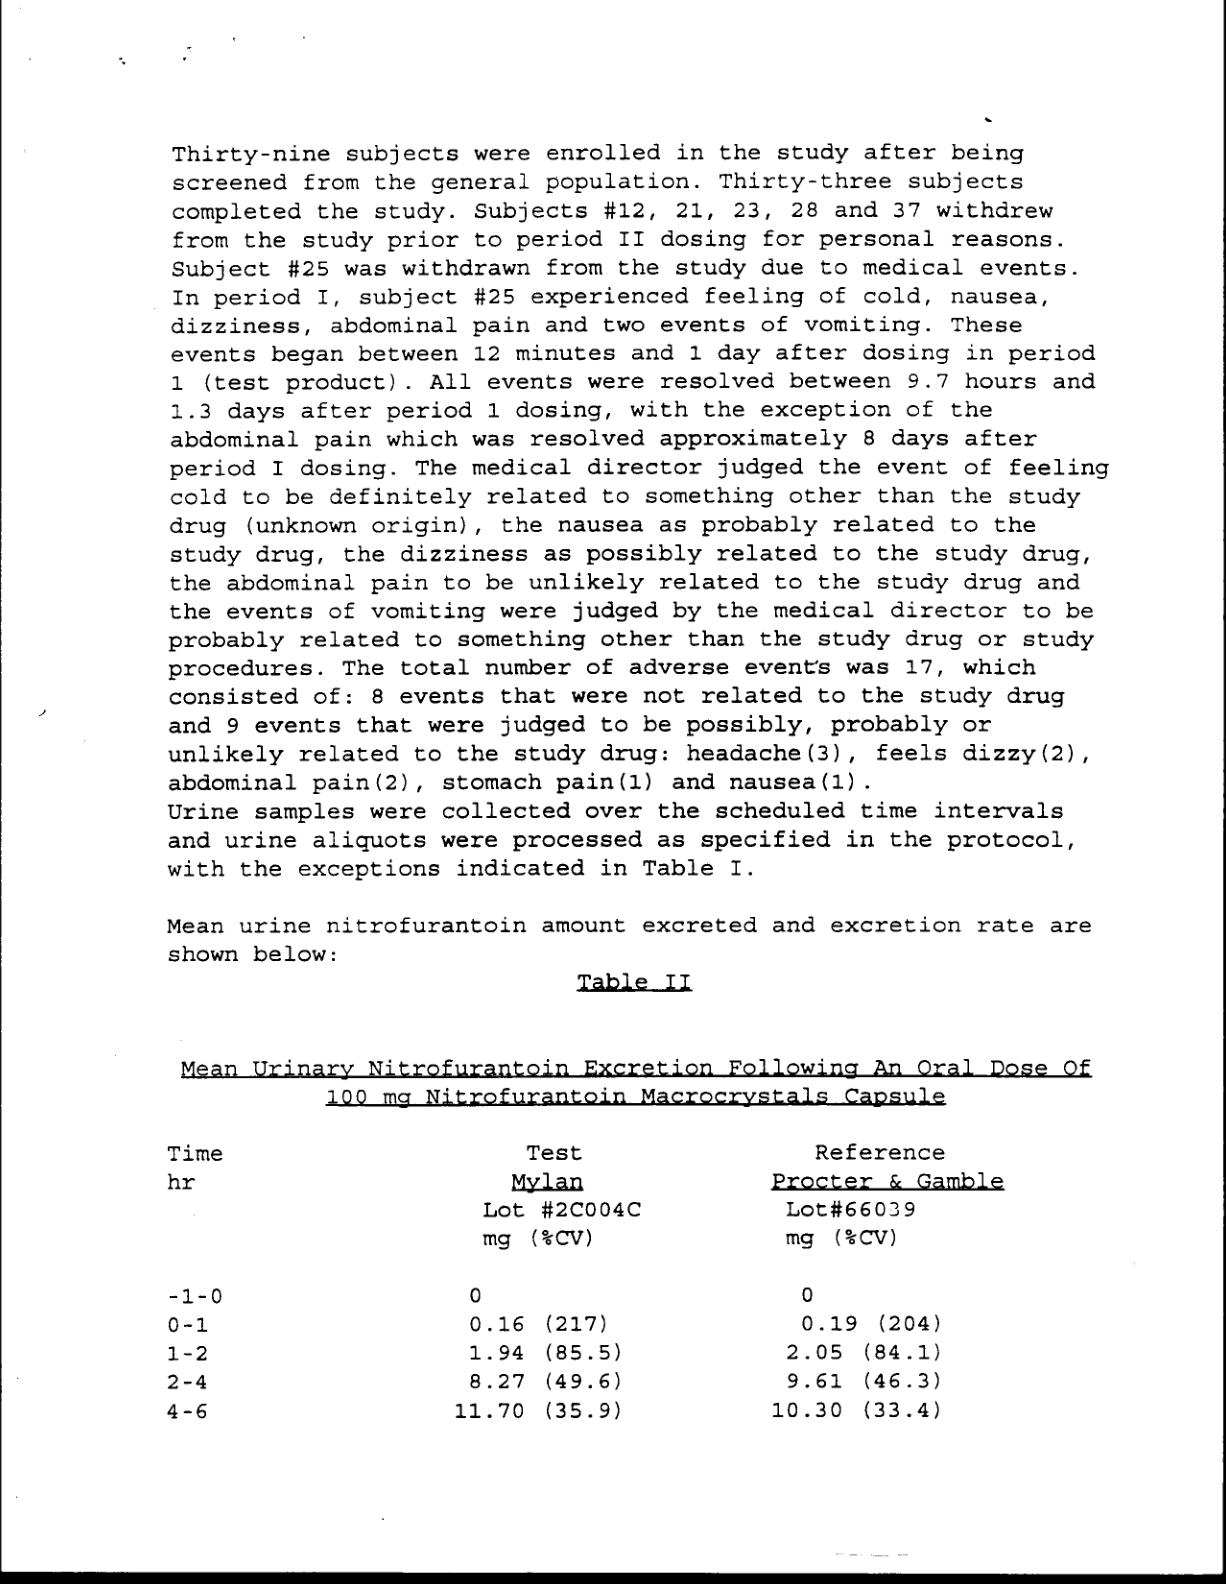 Thirty-nine subjects were enrolled in the study after being
screened from the general population. Thirty-three subjects
completed the study. Subjects #12, 21, 23, 28 and 37 withdrew
from the study prior to period II dosing for personal reasons.
Subject #25 was withdrawn from the study due to medical events.
In period I, subject #25 experienced feeling of cold, nausea,
dizziness, abdominal pain and two events of vomiting. These
events began between 12 minutes and 1 day after dosing in period
1 (test product). All events were resolved between 9.7 hours and
1.3 days after period 1 dosing, with the exception of the
abdominal pain which was resolved approximately 8 days after
period I dosing. The medical director judged the event of feeling
cold to be definitely related to something other than the study
drug (unknown origin), the nausea as probably related to the
study drug, the dizziness as possibly related to the study drug,
the abdominal pain to be unlikely related to the study drug and
the events of vomiting were judged by the medical director to be
probably related to something other than the study drug or study
procedures. The total number of adverse events was 17, which
consisted of: 8 events that were not related to the study drug
and 9 events that were judged to be possibly, probably or
unlikely related to the study drug: headache(3), feels dizzy(2),
abdominal pain(2), stomach pain(1) and nausea(1).
Urine samples were collected over the scheduled time intervals
and urine aliquots were processed as specified in the protocol,
with the exceptions indicated in Table I.
Mean urine nitrofurantoin amount excreted and excretion rate are
shown below:
Table II
Mean Urinary Nitrofurantoin Excretion Following An Oral Dose Of
100 mg Nitrofurantoin Macrocrystals Capsule
Time Test Reference
hr Mylan Procter & Gamble
Lot #2C004C Lot#66039
mg (%CV) mg (%CV)
-1-0 0 0
0-1 0.16 (217) 0.19 (204)
1-2 1.94 (85.5) 2.05 (84.1)
2-4 8.27 (49.6) 9.61 (46.3)
4-6 11.70 (35.9) 10.30 (33.4)